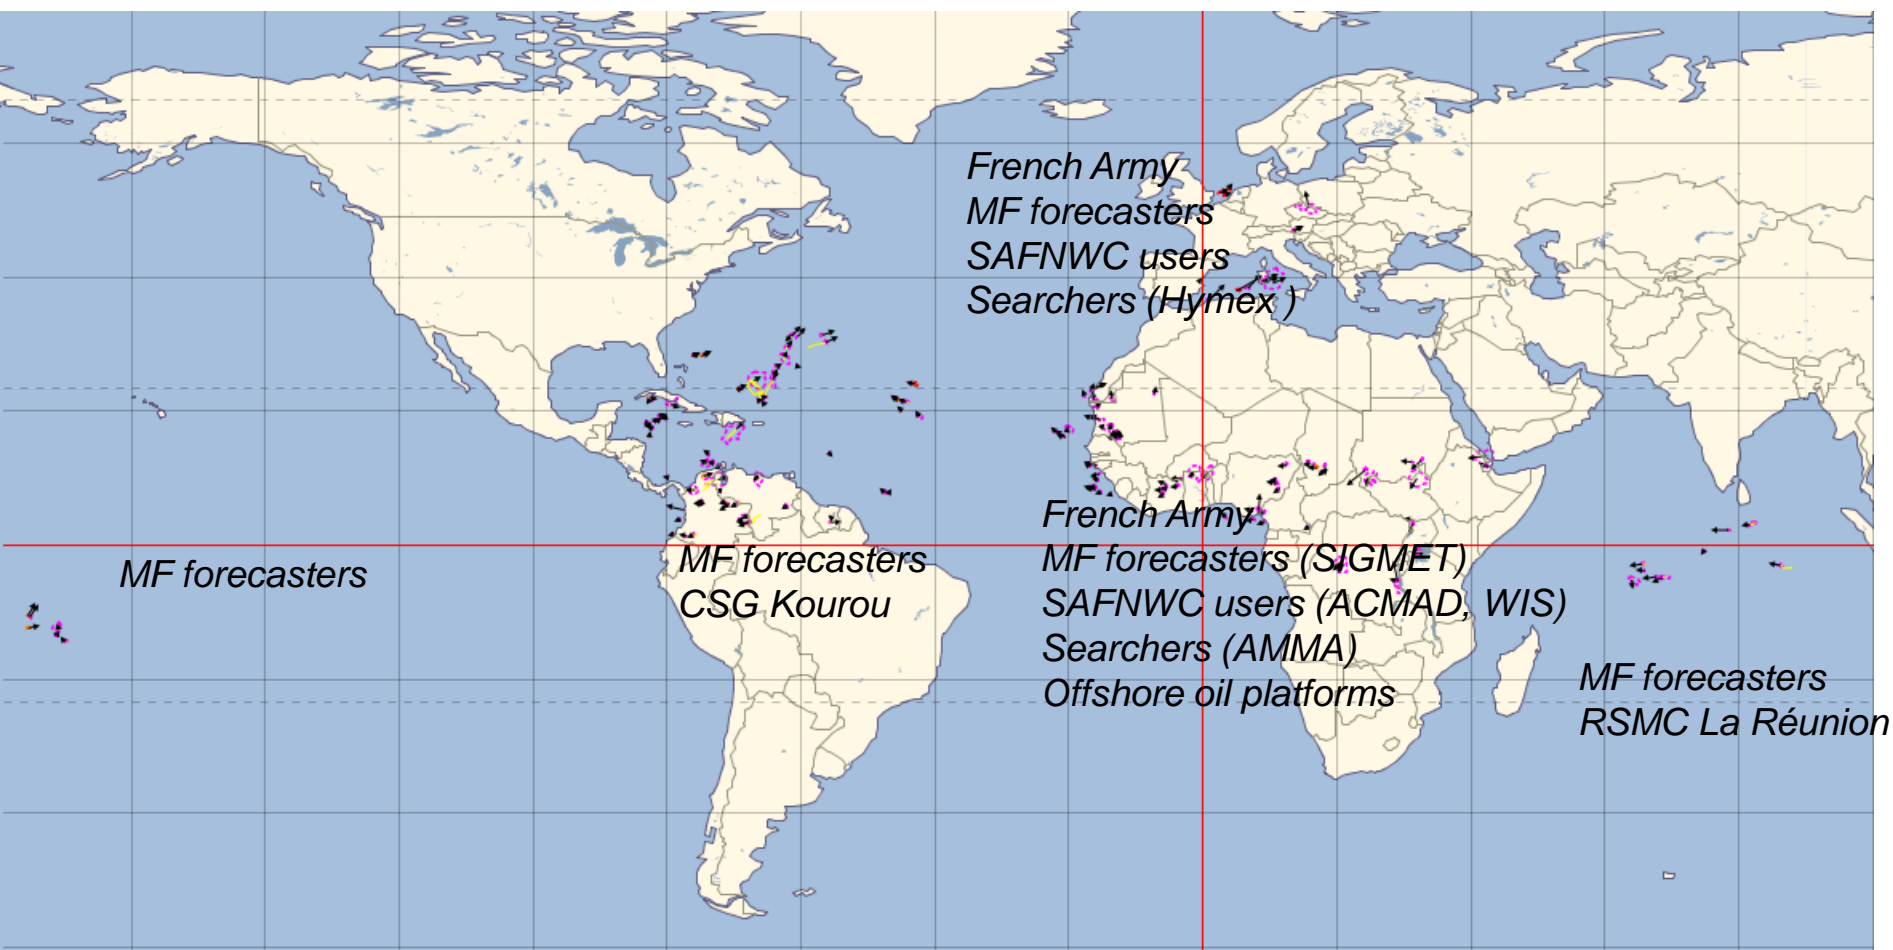 French Army
MF forecasters
SAFNWC users
Searchers (Hymex )
MF forecasters
MF forecasters
CSG Kourou
French Army
MF forecasters (SIGMET)
SAFNWC users (ACMAD, WIS)
Searchers (AMMA)
Offshore oil platforms
MF forecasters
RSMC La Réunion